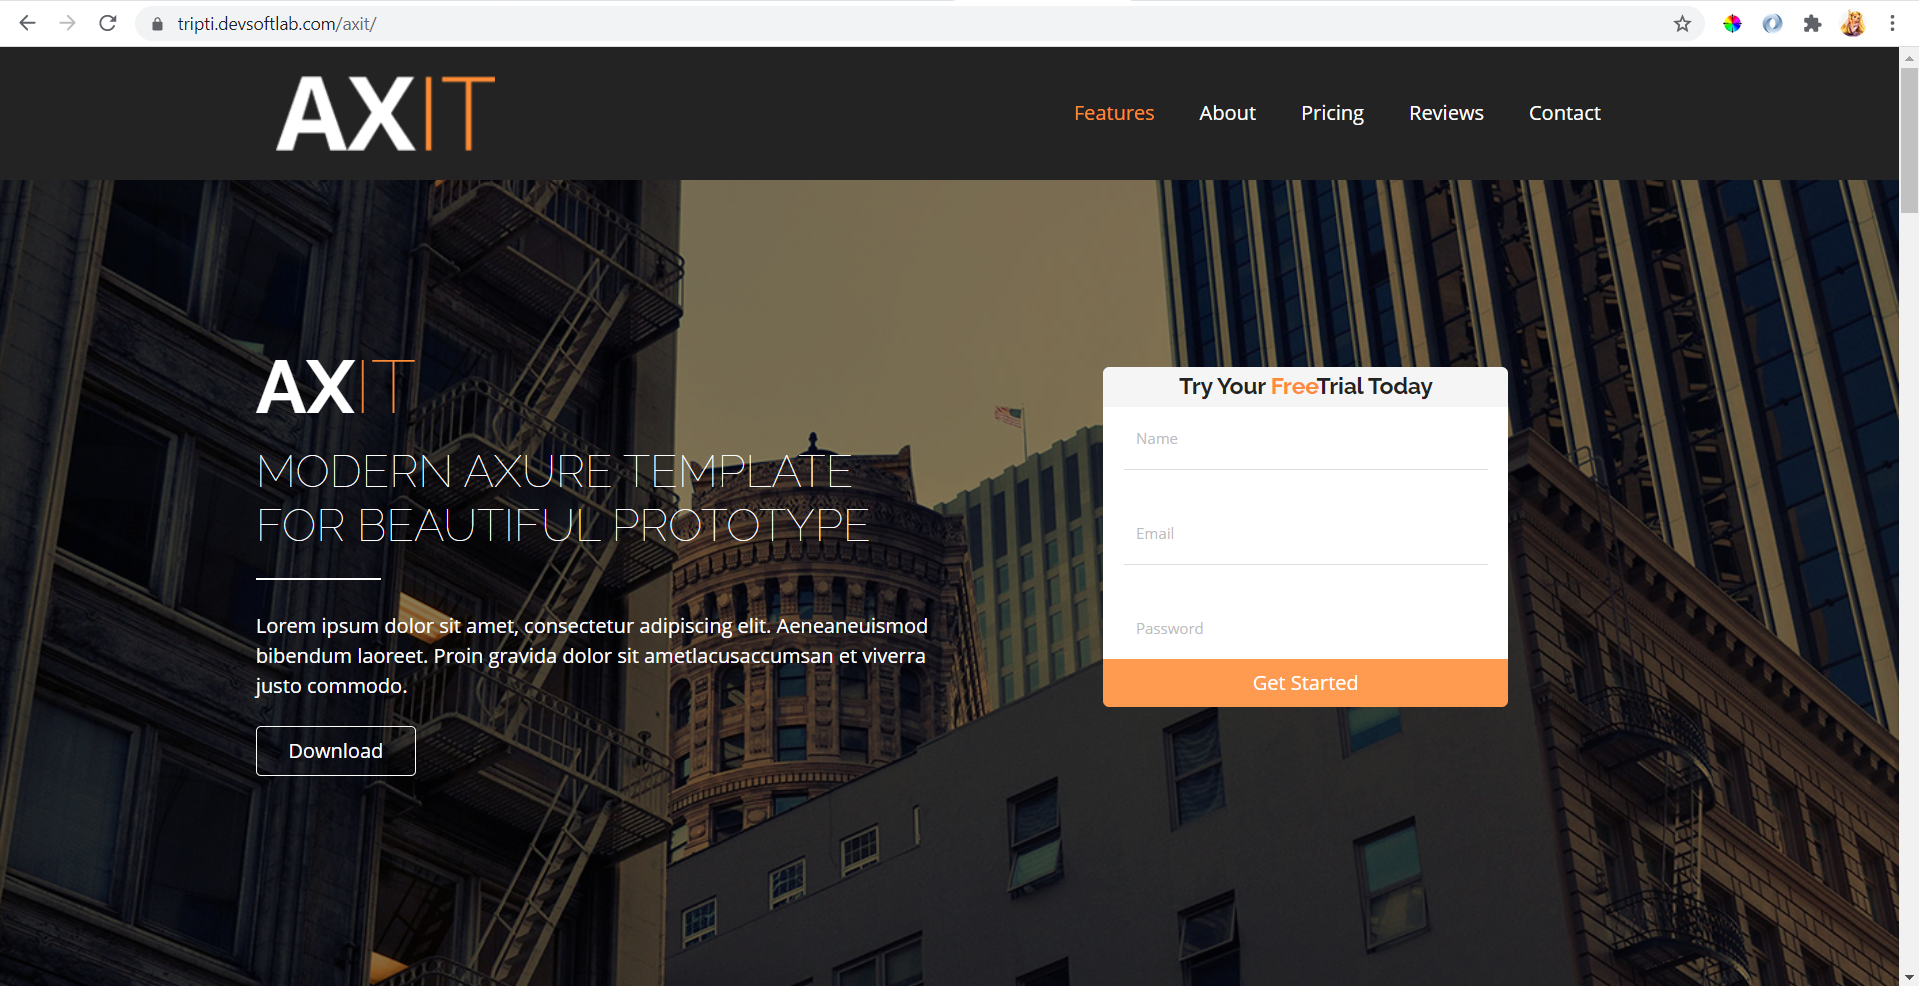 tripti.devsoftlab.com/axit/
AXIT
Features About Pricing Reviews Contact
AXIT
MODERN AXURE TEMPLATE
FOR BEAUTIFUL PROTOTYPE
Lorem ipsum dolor sit amet, consectetur adipiscing elit. Aeneaneuismod
bibendum laoreet. Proin gravida dolor sit ametlacusaccumsan et viverra
justo commodo.
Download
Try Your FreeTrial Today
Name
Email
Password
Get Started